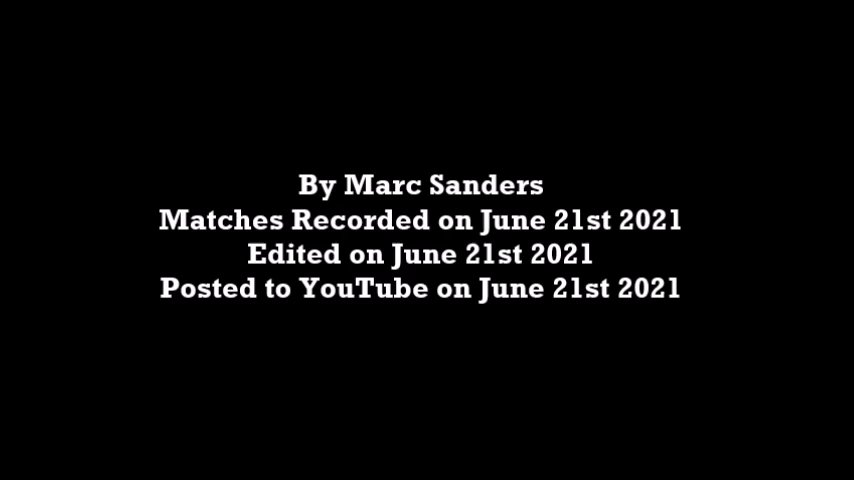 By Marc Sanders
Matches Recorded on June 21st 2021
Edited on June 21st 2021
Posted to YouTube on June 21st 2021